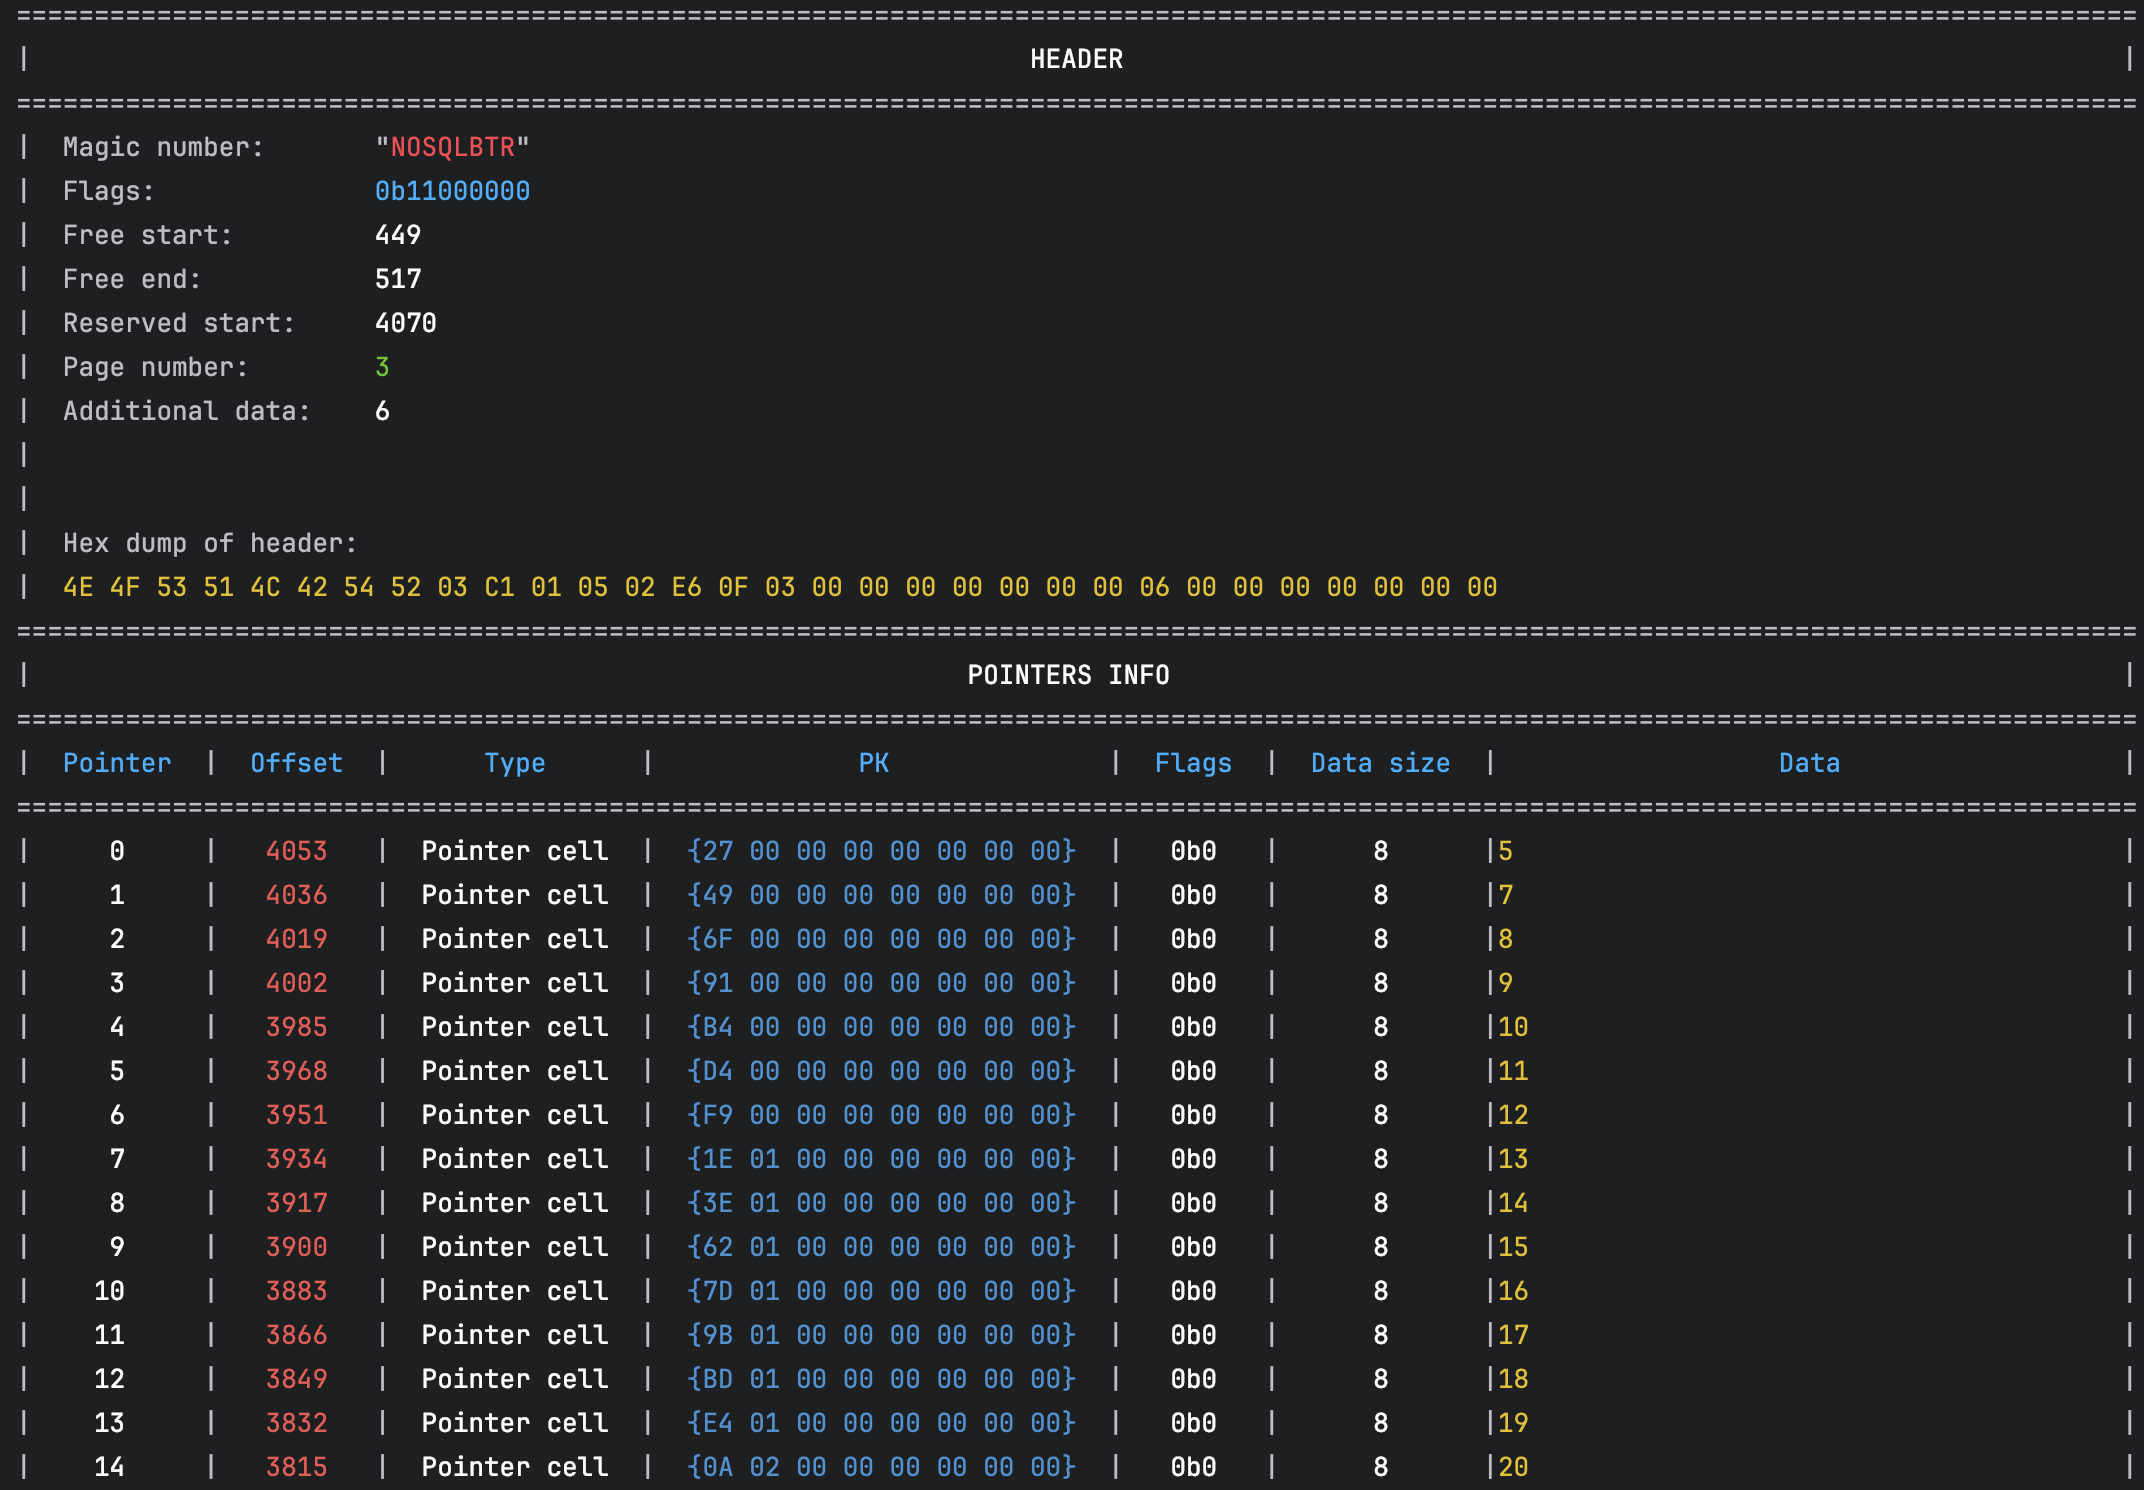 HEADER
| Magic number: "NOSQLBTR"
| Flags: 0b11000000
| Free start: 449
| Free end: 517
| Reserved start: 4070
| Page number: 3
| Additional data: 6
|
|
| Hex dump of header:
| 4E 4F 53 51 4C 42 54 52 03 C1 01 05 02 E6 0F 03 00 00 00 00 00 00 00 06 00 00 00 00 00 00 00
| POINTERS INFO |
| Pointer | Offset | Type | PK | Flags | Data size | Data |
| 0 | 4053 | Pointer cell | {27 00 00 00 00 00 00 00} | 0b0 | 8 |5 |
| 1 | 4036 | Pointer cell | {49 00 00 00 00 00 00 00} | 0b0 | 8 |7 |
| 2 | 4019 | Pointer cell | {6F 00 00 00 00 00 00 00} | 0b0 | 8 |8 |
| 3 | 4002 | Pointer cell | {91 00 00 00 00 00 00 00} | 0b0 | 8 |9 |
| 4 | 3985 | Pointer cell | {B4 00 00 00 00 00 00 00} | 0b0 | 8 |10 |
| 5 | 3968 | Pointer cell | {D4 00 00 00 00 00 00 00} | 0b0 | 8 |11 |
| 6 | 3951 | Pointer cell | {F9 00 00 00 00 00 00 00} | 0b0 | 8 |12 |
| 7 | 3934 | Pointer cell | {1E 01 00 00 00 00 00 00} | 0b0 | 8 |13 |
| 8 | 3917 | Pointer cell | {3E 01 00 00 00 00 00 00} | 0b0 | 8 |14 |
| 9 | 3900 | Pointer cell | {62 01 00 00 00 00 00 00} | 0b0 | 8 |15 |
| 10 | 3883 | Pointer cell | {7D 01 00 00 00 00 00 00} | 0b0 | 8 |16 |
| 11 | 3866 | Pointer cell | {9B 01 00 00 00 00 00 00} | 0b0 | 8 |17 |
| 12 | 3849 | Pointer cell | {BD 01 00 00 00 00 00 00} | 0b0 | 8 |18 |
| 13 | 3832 | Pointer cell | {E4 01 00 00 00 00 00 00} | 0b0 | 8 |19 |
| 14 | 3815 | Pointer cell | {0A 02 00 00 00 00 00 00} | 0b0 | 8 |20 |